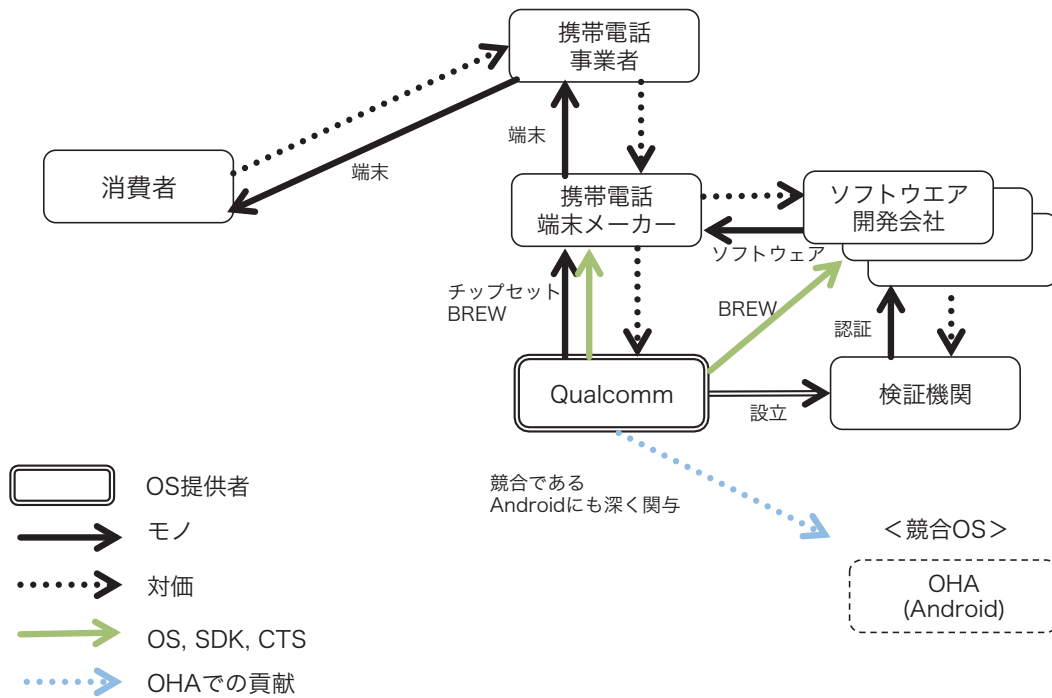 携帯電話
事業者
端末
端末
消費者
携帯電話
端末メーカー
ソフトウエア
開発会社
ソフトウェア
チップセット
BREW
BREW
認証
Qualcomm
設立
検証機関
競合である
Androidにも深く関与
＜競合OS＞
OHA
(Android)
OS提供者
モノ
対価
OS, SDK, CTS
OHAでの貢献